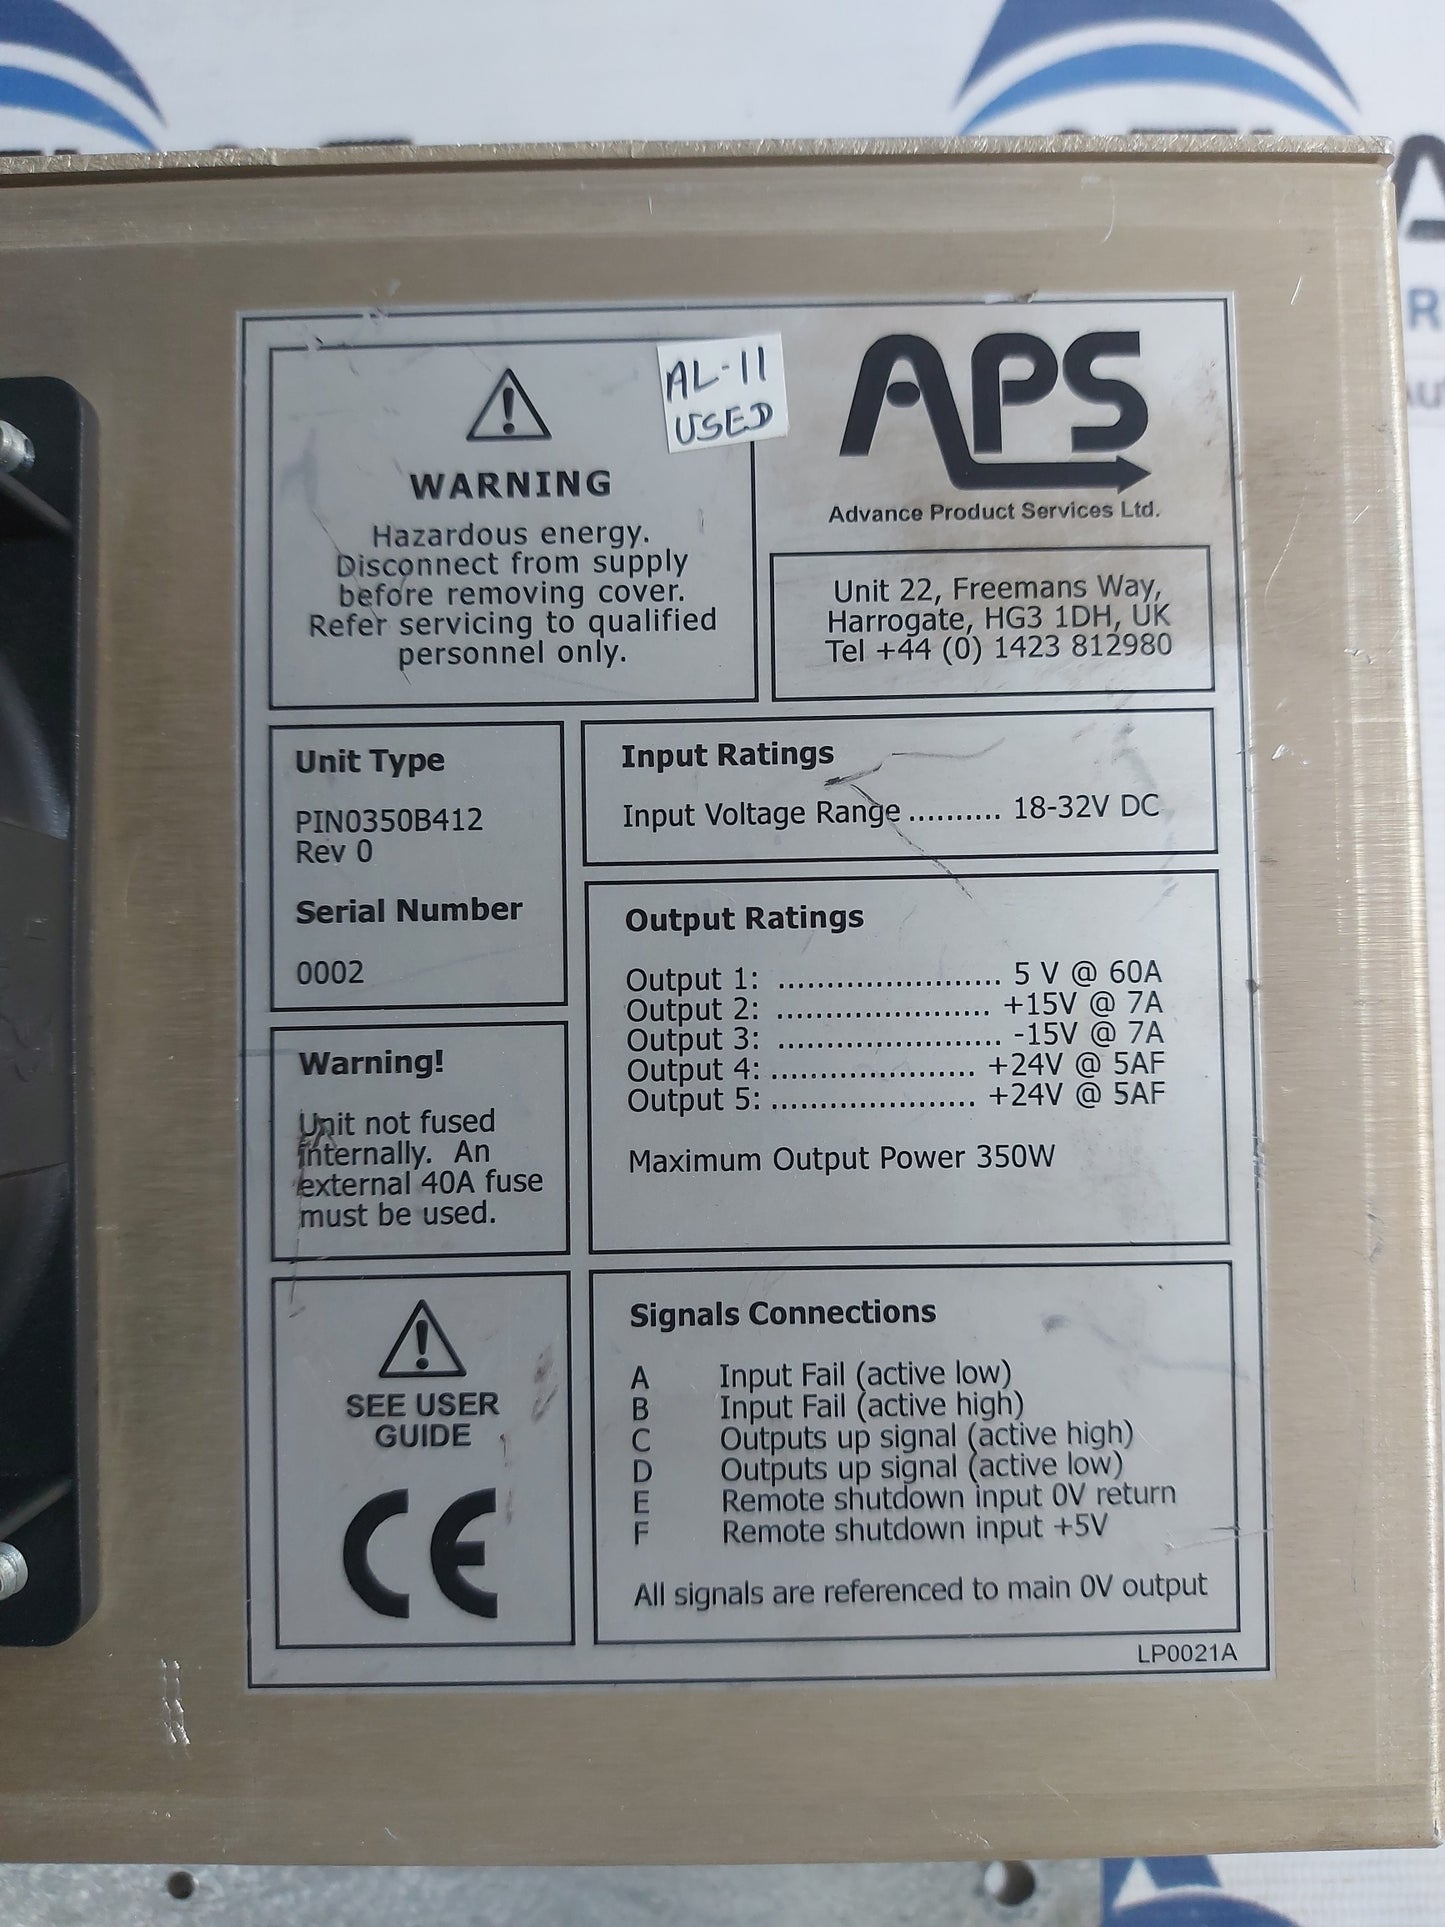 AL-11
USED
WARNING
Hazardous energy.
Disconnect from supply
before removing cover.
Refer servicing to qualified
personnel only.
APS
Advance Product Services Ltd.
Unit 22, Freemans Way,
Harrogate, HG3 1DH, UK
Tel +44 (0) 1423 812980
Unit Type
PIN0350B412
Rev 0
Serial Number
0002
Input Ratings
Input Voltage Range .......... 18-32V DC
Output Ratings
Output 1: ....................... 5 V @ 60A
Output 2: ...................... +15V @ 7A
Output 3: ....................... -15V @ 7A
Output 4: ..................... +24V @ 5AF
Output 5: ..................... +24V @ 5AF
Maximum Output Power 350W
Warning!
Unit not fused
internally. An
external 40A fuse
must be used.
SEE USER
GUIDE
CE
Signals Connections
A Input Fail (active low)
B Input Fail (active high)
C Outputs up signal (active high)
D Outputs up signal (active low)
E Remote shutdown input 0V return
F Remote shutdown input +5V
All signals are referenced to main 0V output
LP0021A